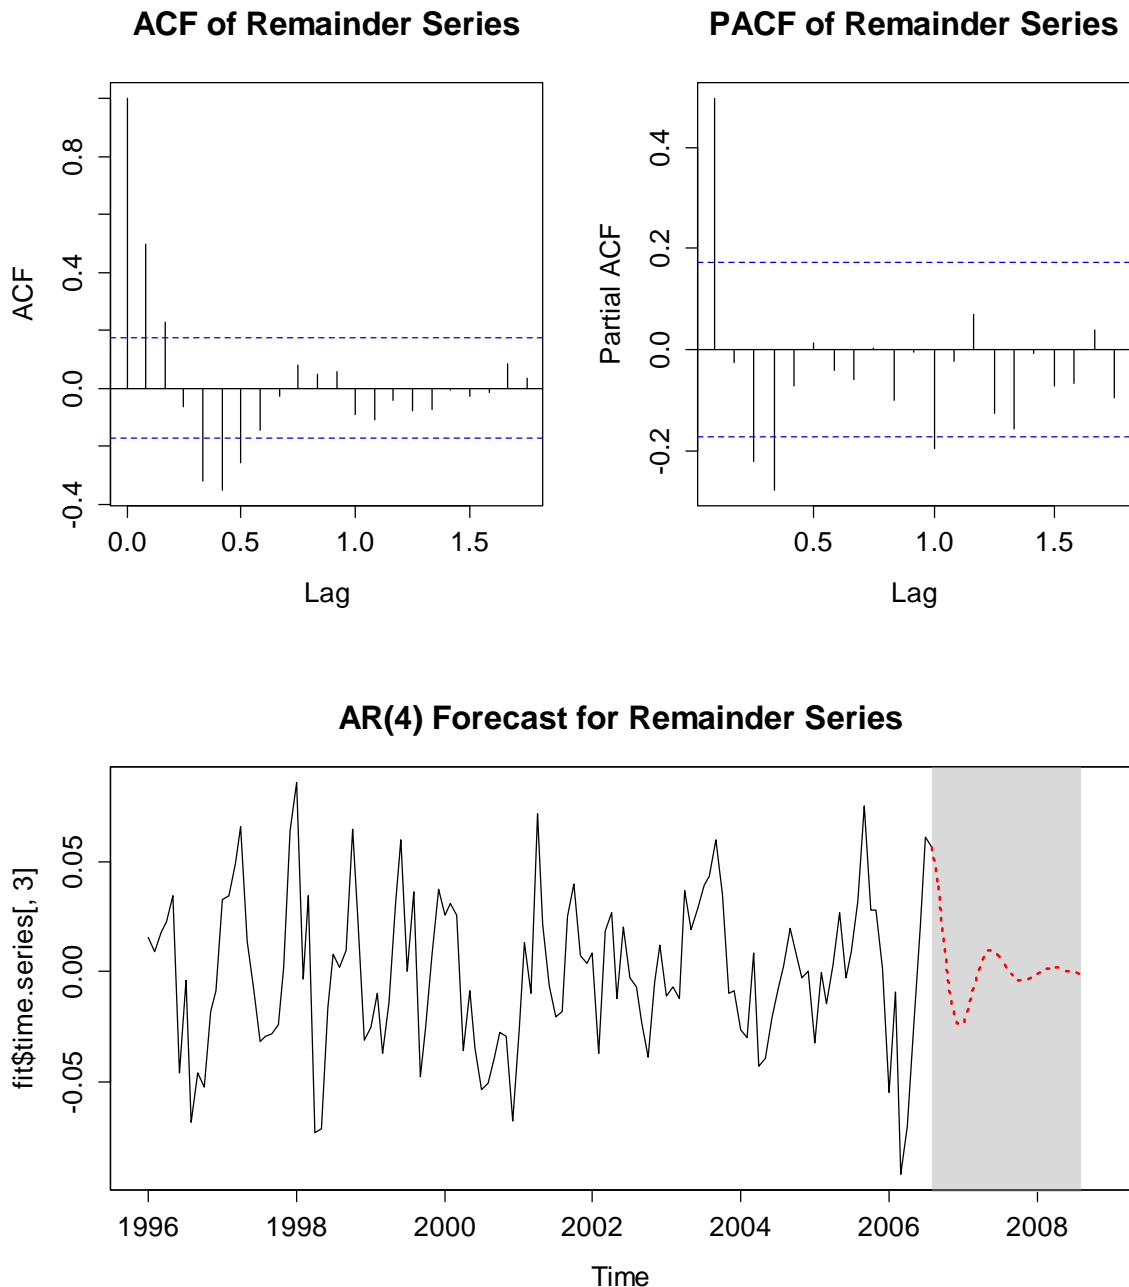 ACF of Remainder Series
PACF of Remainder Series
ACF
0.8
0.4
0.0
-0.4
0.0 0.5 1.0 1.5
Lag
Partial ACF
0.4
0.2
0.0
-0.2
0.5 1.0 1.5
Lag
AR(4) Forecast for Remainder Series
fit$time.series[, 3]
0.05
0.00
-0.05
1996 1998 2000 2002 2004 2006 2008
Time